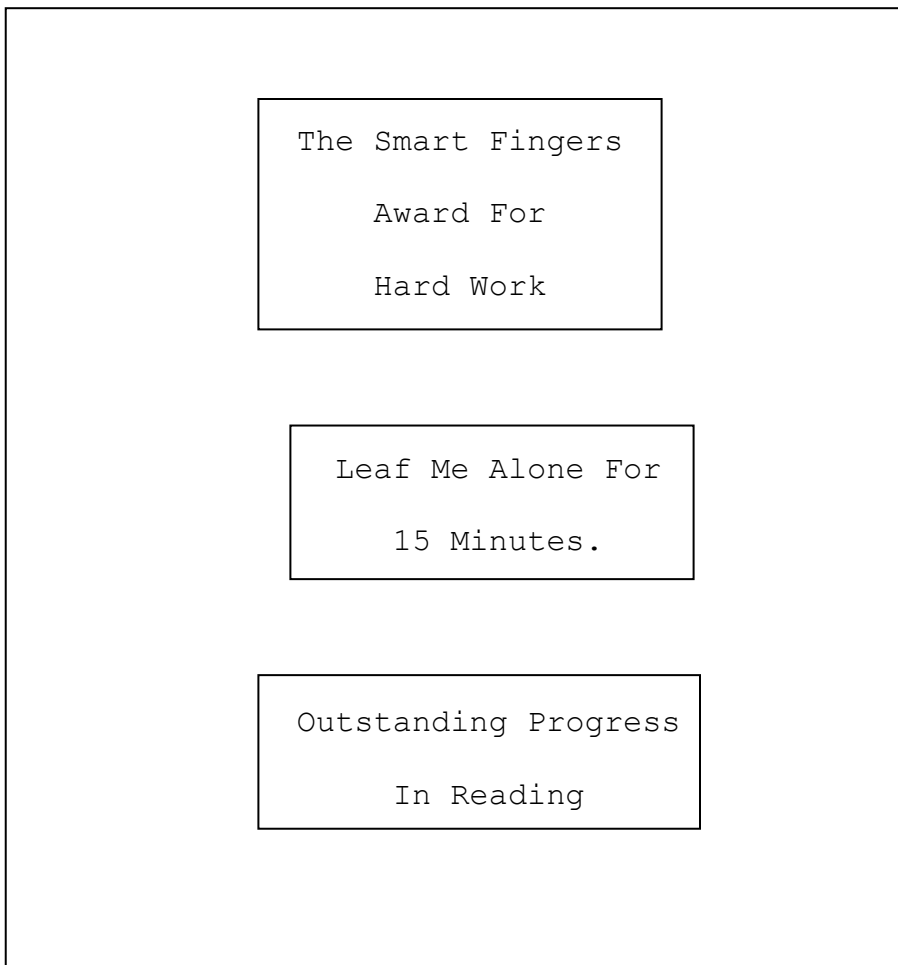 The Smart Fingers
Award For
Hard Work
Leaf Me Alone For
15 Minutes.
Outstanding Progress
In Reading